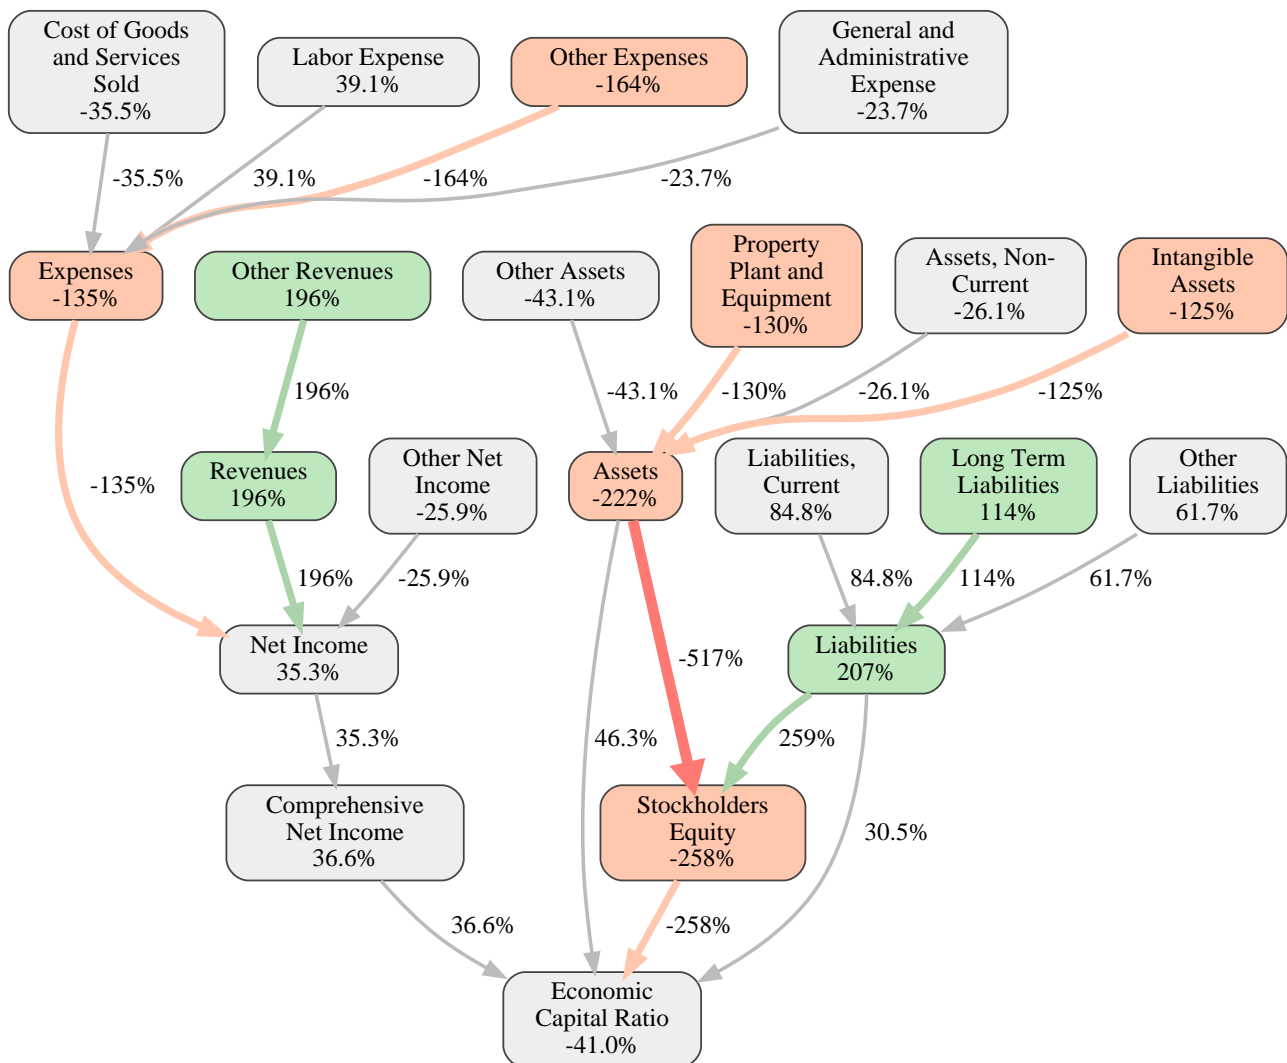 Cost of Goods
and Services
Sold
-35.5%
Labor Expense
39.1%
Other Expenses
-164%
General and
Administrative
Expense
-23.7%
-35.5%
39.1%
-164%
-23.7%
Expenses
-135%
Other Revenues
196%
Other Assets
-43.1%
Property
Plant and
Equipment
-130%
Assets, Non-
Current
-26.1%
Intangible
Assets
-125%
196%
-43.1%
-130%
-26.1%
-125%
-135%
Revenues
196%
Other Net
Income
-25.9%
Assets
-222%
Liabilities,
Current
84.8%
Long Term
Liabilities
114%
Other
Liabilities
61.7%
196%
-25.9%
84.8%
114%
61.7%
Net Income
35.3%
-517%
Liabilities
207%
35.3%
46.3%
259%
Comprehensive
Net Income
36.6%
Stockholders
Equity
-258%
30.5%
36.6%
-258%
Economic
Capital Ratio
-41.0%